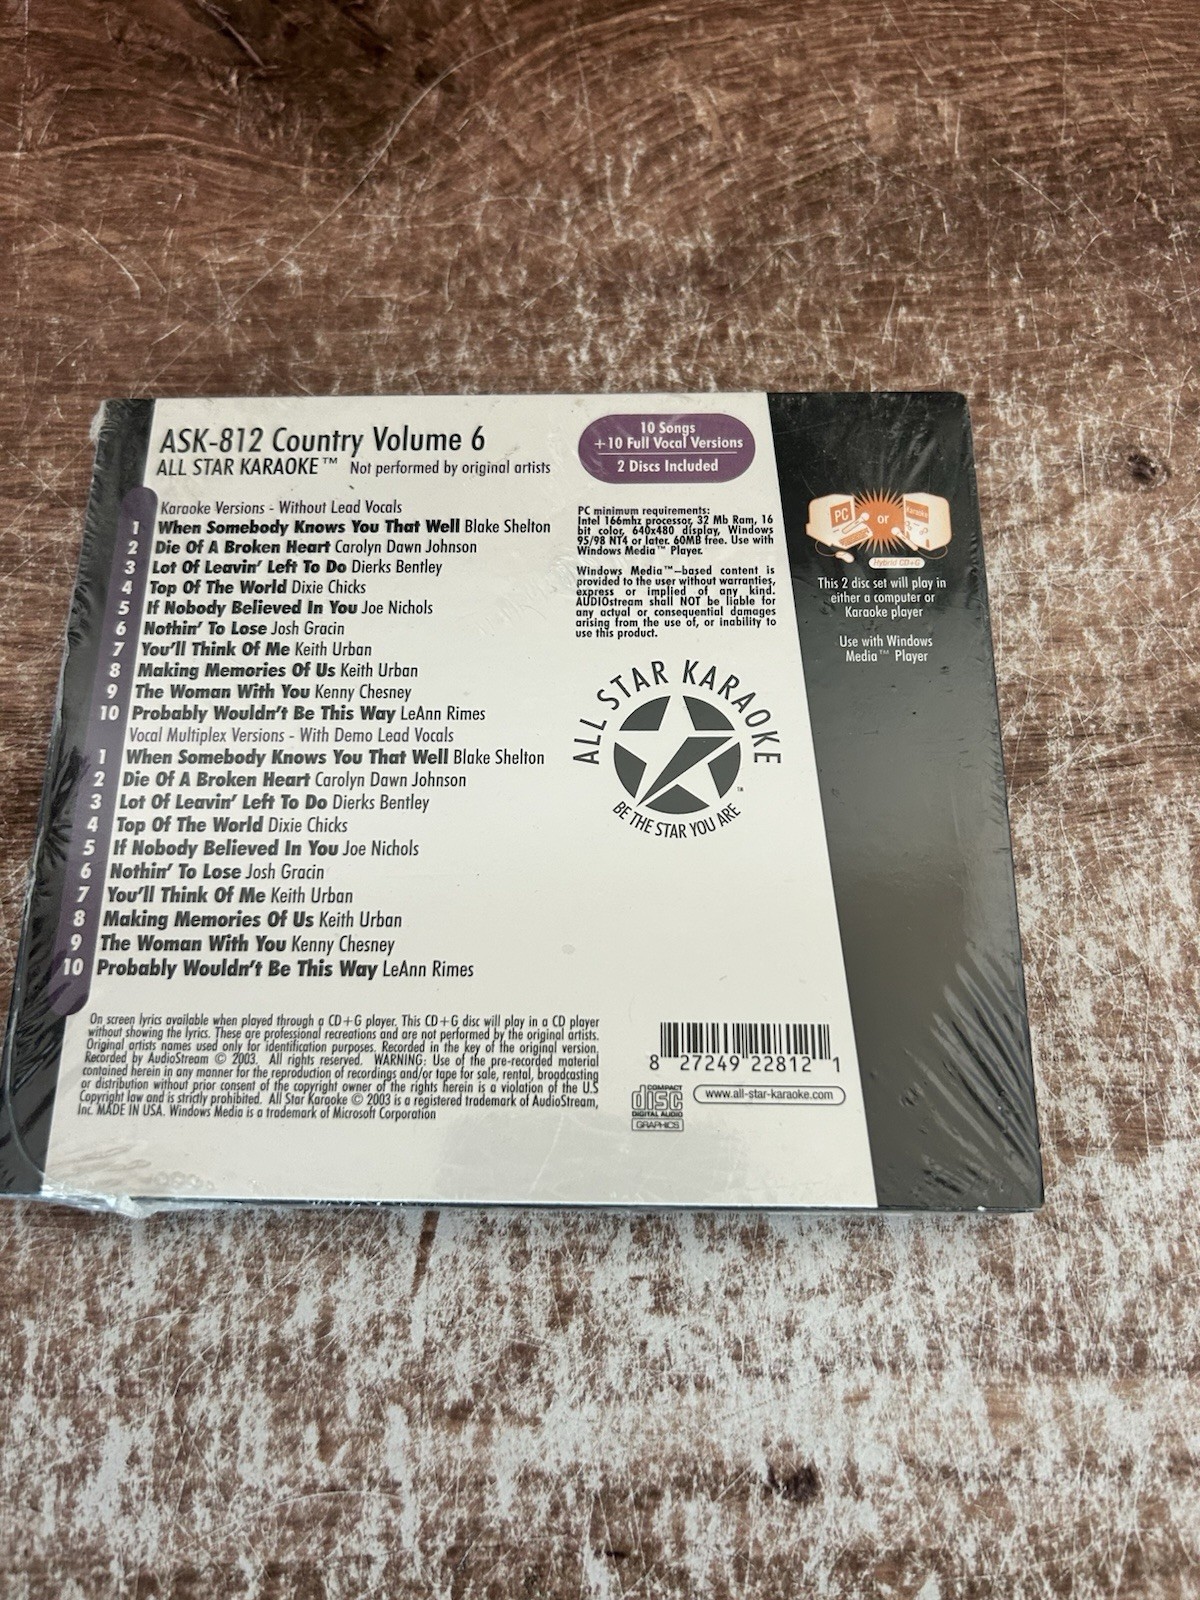 ASK-812 Country Volume 6
ALL STAR KARAOKE™ Not performed by original artists
10 Songs
+10 Full Vocal Versions
2 Discs Included
Karaoke Versions - Without Lead Vocals
1 When Somebody Knows You That Well Blake Shelton
2 Die Of A Broken Heart Carolyn Dawn Johnson
3 Lot Of Leavin' Left To Do Dierks Bentley
4 Top Of The World Dixie Chicks
5 If Nobody Believed In You Joe Nichols
6 Nothin' To Lose Josh Gracin
7 You'll Think Of Me Keith Urban
8 Making Memories Of Us Keith Urban
9 The Woman With You Kenny Chesney
10 Probably Wouldn't Be This Way LeAnn Rimes
Vocal Multiplex Versions - With Demo Lead Vocals
1 When Somebody Knows You That Well Blake Shelton
2 Die Of A Broken Heart Carolyn Dawn Johnson
3 Lot Of Leavin' Left To Do Dierks Bentley
4 Top Of The World Dixie Chicks
5 If Nobody Believed In You Joe Nichols
6 Nothin' To Lose Josh Gracin
7 You'll Think Of Me Keith Urban
8 Making Memories Of Us Keith Urban
9 The Woman With You Kenny Chesney
10 Probably Wouldn't Be This Way LeAnn Rimes
PC minimum requirements:
Intel 166mhz processor, 32 Mb Ram, 16
bit color, 640x480 display, Windows
95/98 NT4 or later. 60MB free. Use with
Windows Media™ Player.
Windows Media™-based content is
provided to the user without warranties,
express or implied of any kind.
AUDIOstream shall NOT be liable for
any actual or consequential damages
arising from the use of, or inability to
use this product.
ALL STAR KARAOKE
BE THE STAR YOU ARE
™
PC or Karaoke
Hybrid CD+G
This 2 disc set will play in
either a computer or
Karaoke player
Use with Windows
Media™ Player
On screen lyrics available when played through a CD+G player. This CD+G disc will play in a CD player
without showing the lyrics. These are professional recreations and are not performed by the original artists.
Original artists names used only for identification purposes. Recorded in the key of the original version.
Recorded by AudioStream © 2003. All rights reserved. WARNING: Use of the pre-recorded material
contained herein in any manner for the reproduction of recordings and/or tape for sale, rental, broadcasting
or distribution without prior consent of the copyright owner of the rights herein is a violation of the U.S
Copyright law and is strictly prohibited. All Star Karaoke © 2003 is a registered trademark of AudioStream,
Inc. MADE IN USA. Windows Media is a trademark of Microsoft Corporation
8 27249 22812 1
COMPACT
disc
DIGITAL AUDIO
GRAPHICS
www.all-star-karaoke.com